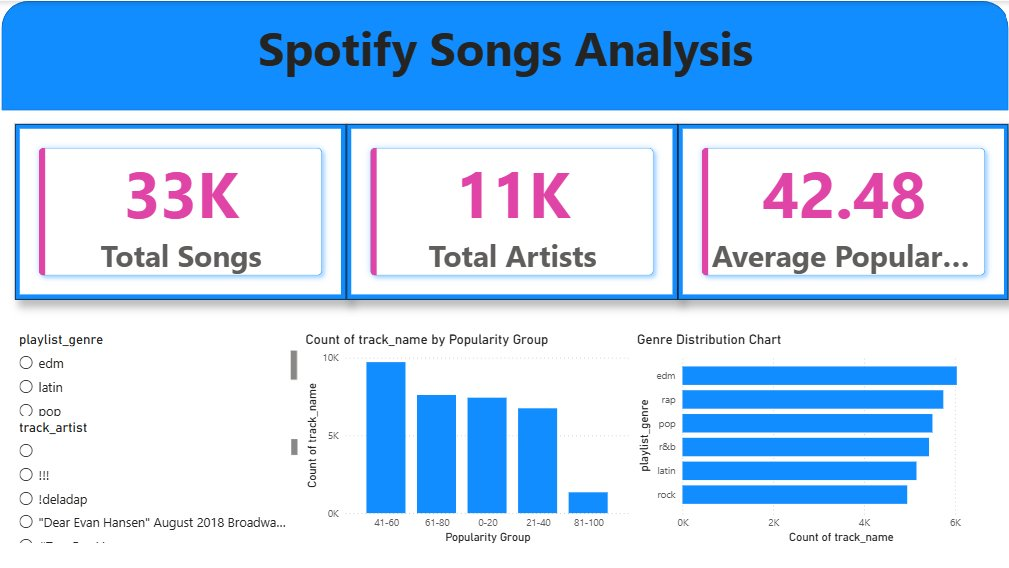 Spotify Songs Analysis
33K
Total Songs
11K
Total Artists
42.48
Average Popular...
playlist_genre
edm
latin
pop
track_artist
!!!
!deladap
"Dear Evan Hansen" August 2018 Broadwa...
Count of track_name by Popularity Group
Count of track_name
10K
5K
0K
41-60
61-80
0-20
21-40
81-100
Popularity Group
Genre Distribution Chart
playlist_genre
edm
rap
pop
r&b
latin
rock
0K
2K
4K
6K
Count of track_name